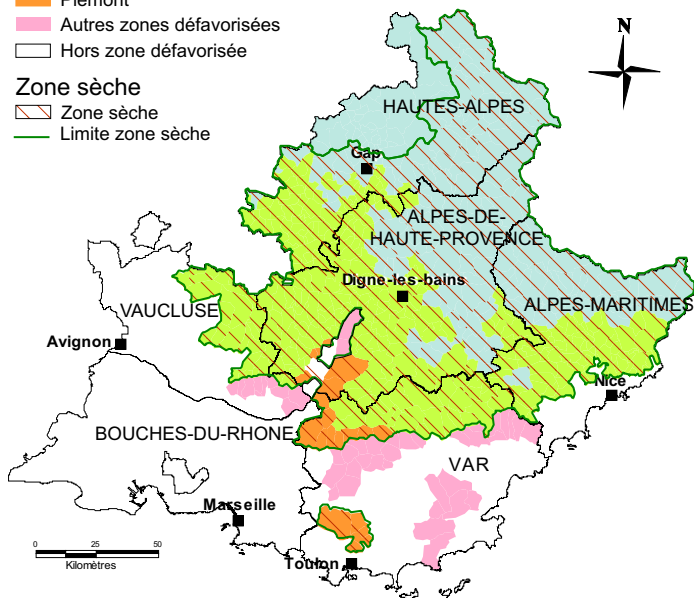 Piémont
Autres zones défavorisées
Hors zone défavorisée
Zone sèche
Zone sèche
Limite zone sèche
N
HAUTES-ALPES
Gap
ALPES-DE-
HAUTE-PROVENCE
Digne-les-bains
ALPES-MARITIMES
VAUCLUSE
Avignon
Nice
BOUCHES-DU-RHONE
VAR
Marseille
Toulon
0 25 50
Kilomètres